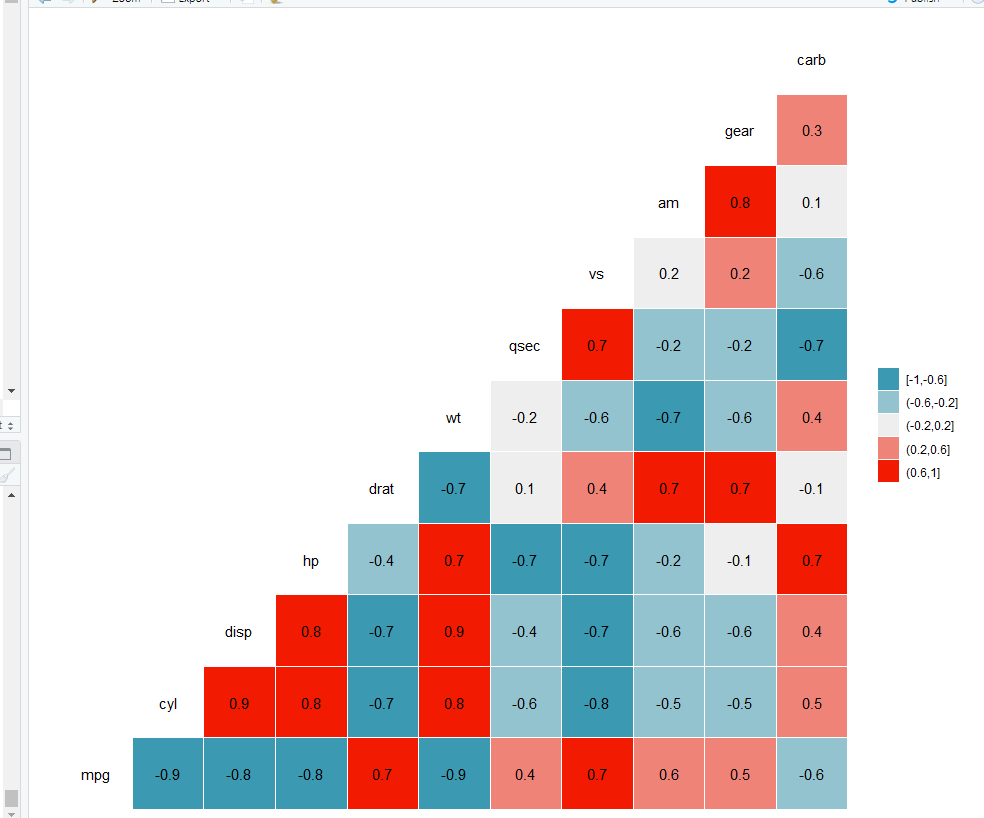 carb
gear 0.3
am 0.8 0.1
vs 0.2 0.2 -0.6
qsec 0.7 -0.2 -0.2 -0.7
wt -0.2 -0.6 -0.7 -0.6 0.4
drat -0.7 0.1 0.4 0.7 0.7 -0.1
hp -0.4 0.7 -0.7 -0.7 -0.2 -0.1 0.7
disp 0.8 -0.7 0.9 -0.4 -0.7 -0.6 -0.6 0.4
cyl 0.9 0.8 -0.7 0.8 -0.6 -0.8 -0.5 -0.5 0.5
mpg -0.9 -0.8 -0.8 0.7 -0.9 0.4 0.7 0.6 0.5 -0.6
[-1,-0.6]
(-0.6,-0.2]
(-0.2,0.2]
(0.2,0.6]
(0.6,1]